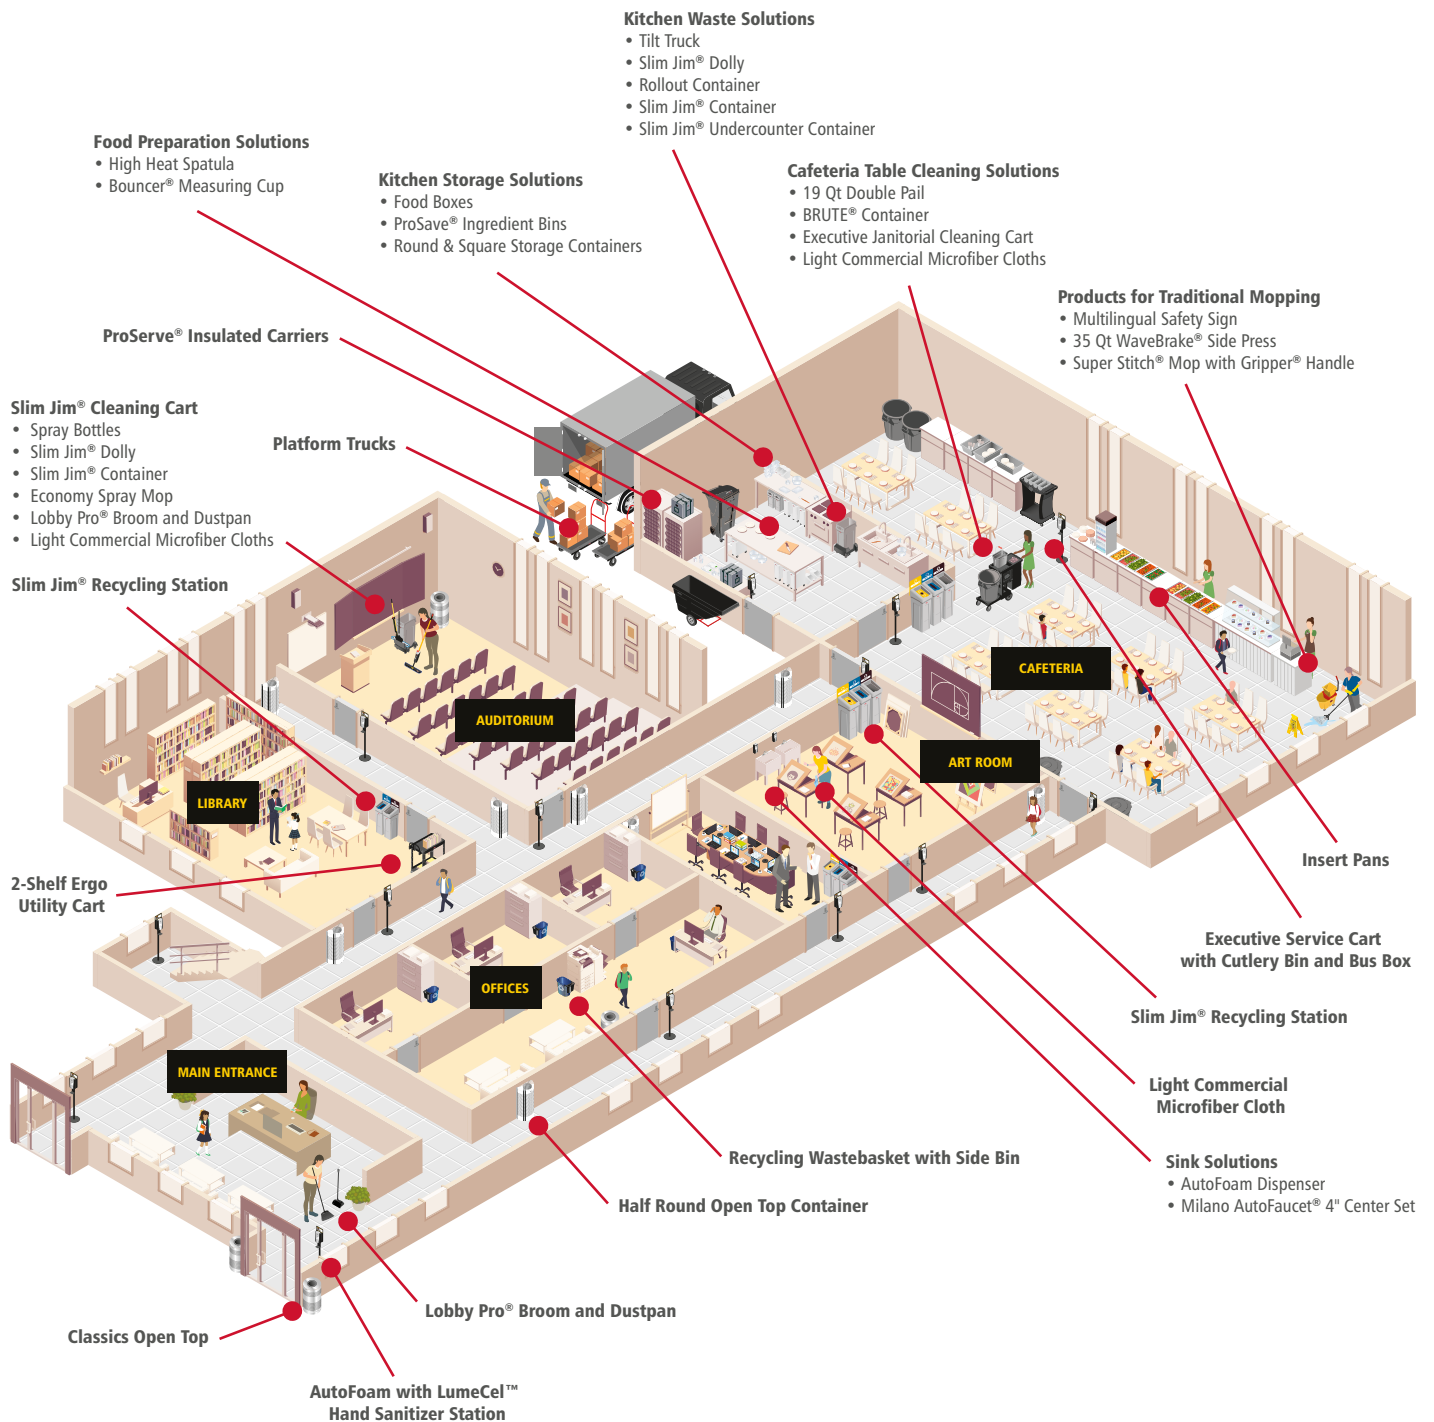 Kitchen Waste Solutions
• Tilt Truck
• Slim Jim® Dolly
• Rollout Container
• Slim Jim® Container
• Slim Jim® Undercounter Container
Food Preparation Solutions
• High Heat Spatula
• Bouncer® Measuring Cup
Kitchen Storage Solutions
• Food Boxes
• ProSave® Ingredient Bins
• Round & Square Storage Containers
Cafeteria Table Cleaning Solutions
• 19 Qt Double Pail
• BRUTE® Container
• Executive Janitorial Cleaning Cart
• Light Commercial Microfiber Cloths
Products for Traditional Mopping
• Multilingual Safety Sign
• 35 Qt WaveBrake® Side Press
• Super Stitch® Mop with Gripper® Handle
ProServe® Insulated Carriers
Slim Jim® Cleaning Cart
• Spray Bottles
• Slim Jim® Dolly
• Slim Jim® Container
• Economy Spray Mop
• Lobby Pro® Broom and Dustpan
• Light Commercial Microfiber Cloths
Platform Trucks
Slim Jim® Recycling Station
CAFETERIA
AUDITORIUM
ART ROOM
LIBRARY
2-Shelf Ergo
Utility Cart
Insert Pans
Executive Service Cart
with Cutlery Bin and Bus Box
OFFICES
Slim Jim® Recycling Station
MAIN ENTRANCE
Light Commercial
Microfiber Cloth
Recycling Wastebasket with Side Bin
Sink Solutions
• AutoFoam Dispenser
• Milano AutoFaucet® 4" Center Set
Half Round Open Top Container
Lobby Pro® Broom and Dustpan
Classics Open Top
AutoFoam with LumeCel™
Hand Sanitizer Station